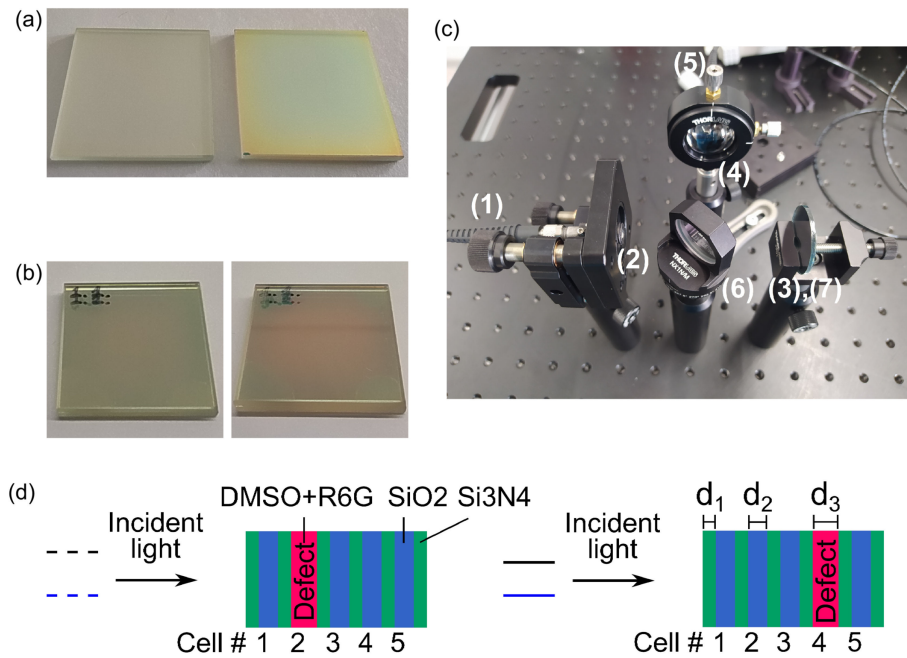 (a)
(b)
(c)
(1)
(2)
(5)
THORLABS
(4)
THORLABS
(6)
(3),(7)
(d)
Incident
light
DMSO+R6G SiO2 Si3N4
Defect
Cell # 1 2 3 4 5
Incident
light
d1 d2 d3
Defect
Cell # 1 2 3 4 5